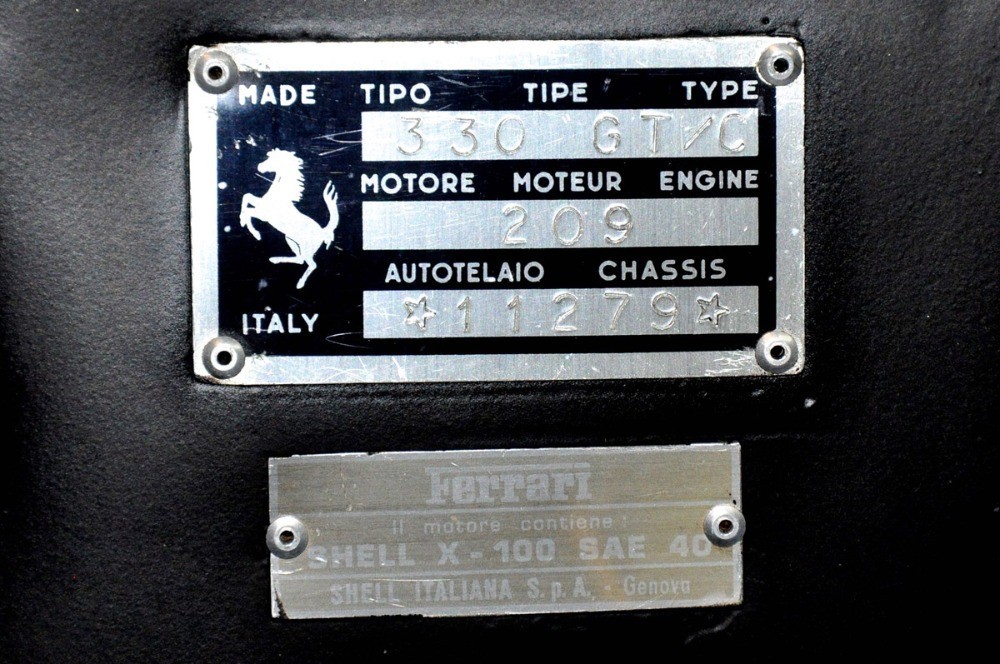 MADE TIPO TIPE TYPE
330 GT/C
MOTORE MOTEUR ENGINE
209
AUTOTELAIO CHASSIS
ITALY ☆11279☆
Ferrari
il motore contiene:
SHELL X-100 SAE 40
SHELL ITALIANA S.p.A. - Genova